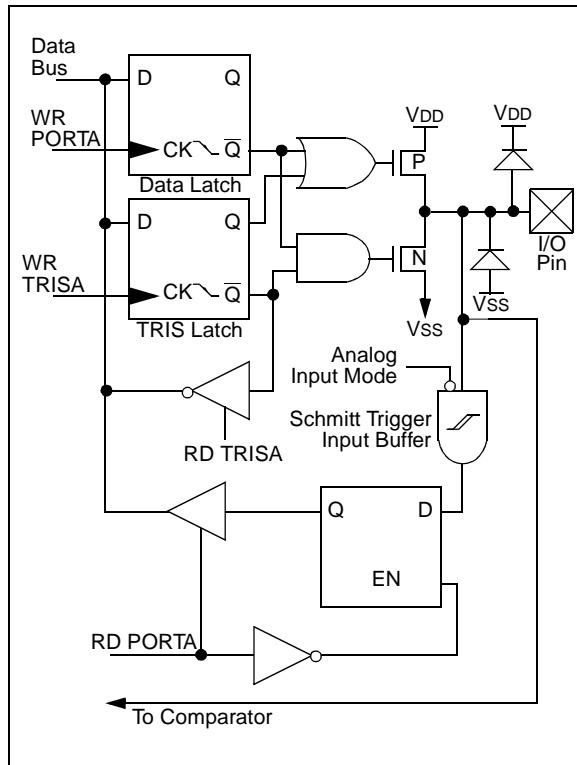 Data
Bus
D
Q
WR
PORTA
CK
Q̅
Data Latch
VDD
P
VDD
D
Q
I/O
Pin
WR
TRISA
CK
Q̅
TRIS Latch
N
VSS
VSS
Analog
Input Mode
Schmitt Trigger
Input Buffer
RD TRISA
Q
D
EN
RD PORTA
To Comparator